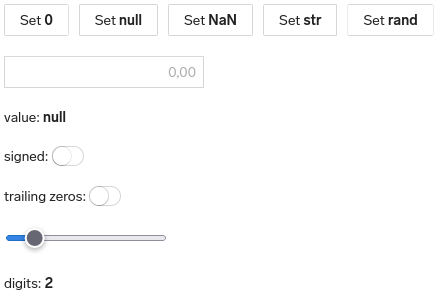 Set 0 Set null Set NaN Set str Set rand
0,00
value: null
signed:
trailing zeros:
digits: 2